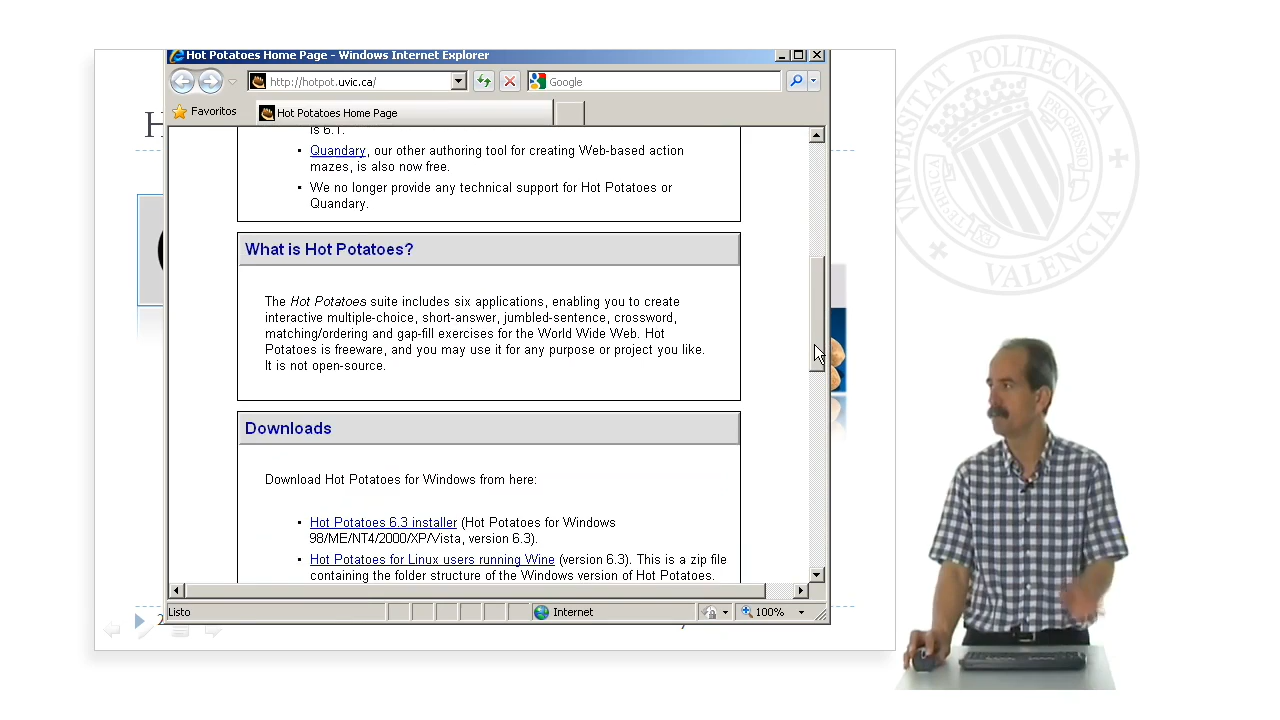 Hot Potatoes Home Page - Windows Internet Explorer
http://hotpot.uvic.ca/
Google
Favoritos
Hot Potatoes Home Page
is 6.1.
• Quandary, our other authoring tool for creating Web-based action
mazes, is also now free.
• We no longer provide any technical support for Hot Potatoes or
Quandary.
What is Hot Potatoes?
The Hot Potatoes suite includes six applications, enabling you to create
interactive multiple-choice, short-answer, jumbled-sentence, crossword,
matching/ordering and gap-fill exercises for the World Wide Web. Hot
Potatoes is freeware, and you may use it for any purpose or project you like.
It is not open-source.
Downloads
Download Hot Potatoes for Windows from here:
• Hot Potatoes 6.3 installer (Hot Potatoes for Windows
98/ME/NT4/2000/XP/Vista, version 6.3).
• Hot Potatoes for Linux users running Wine (version 6.3). This is a zip file
containing the folder structure of the Windows version of Hot Potatoes.
Listo
Internet
100%
H
2
UNIVERSITAT POLITÈCNICA
VALÈNCIA